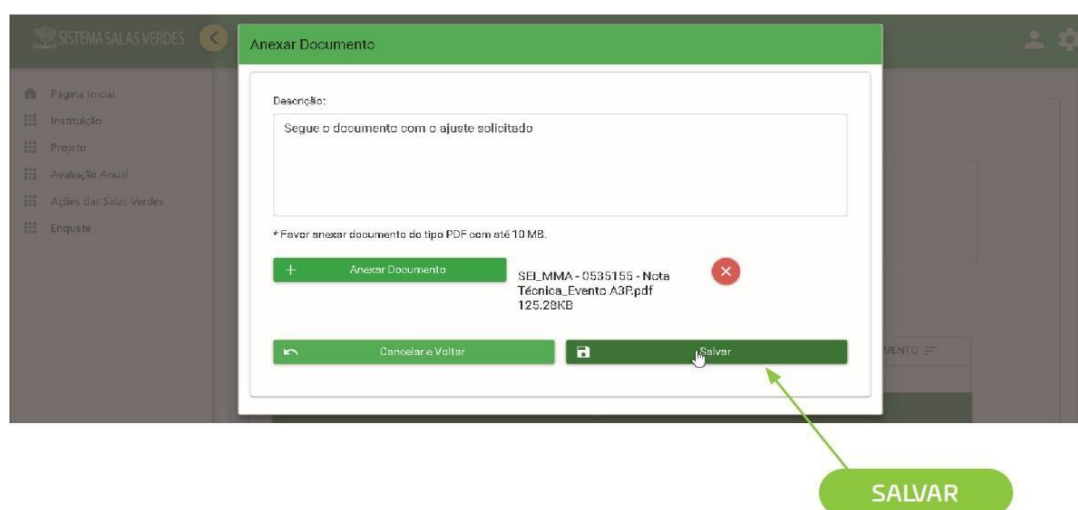 SISTEMA SALAS VERDES
Anexar Documento
Página Inicial
Instituição
Projeto
Avaliação Anual
Ações das Salas Verdes
Enquete
Descrição:
Segue o documento com o ajuste solicitado
* Favor anexar documento do tipo PDF com até 10 MB.
Anexar Documento
SEI_MMA - 0535155 - Nota
Técnica_Evento A3P.pdf
125.28KB
Cancelar e Voltar
Salvar
MENTO
SALVAR